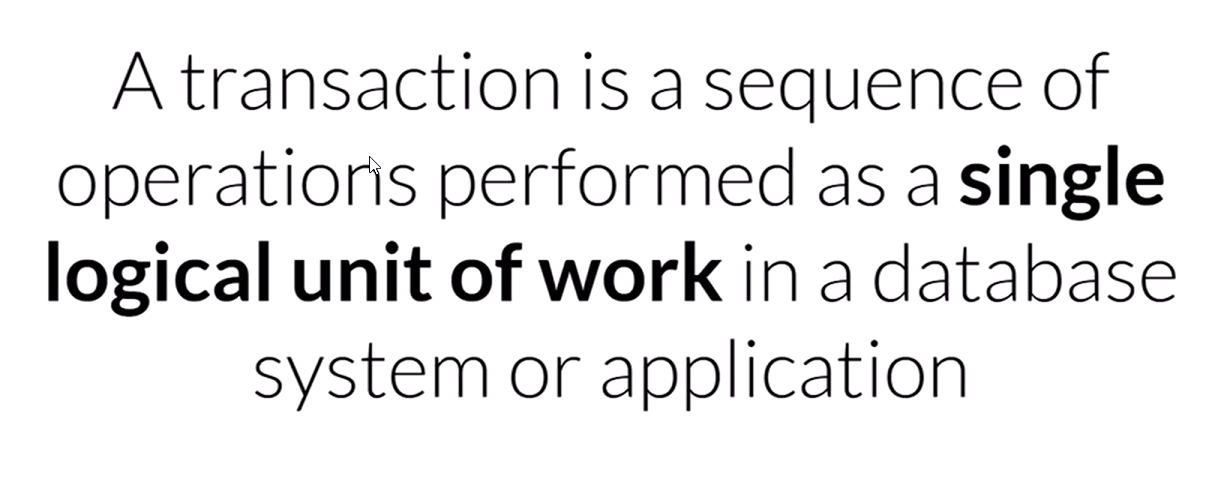 A transaction is a sequence of
operations performed as a single
logical unit of work in a database
system or application